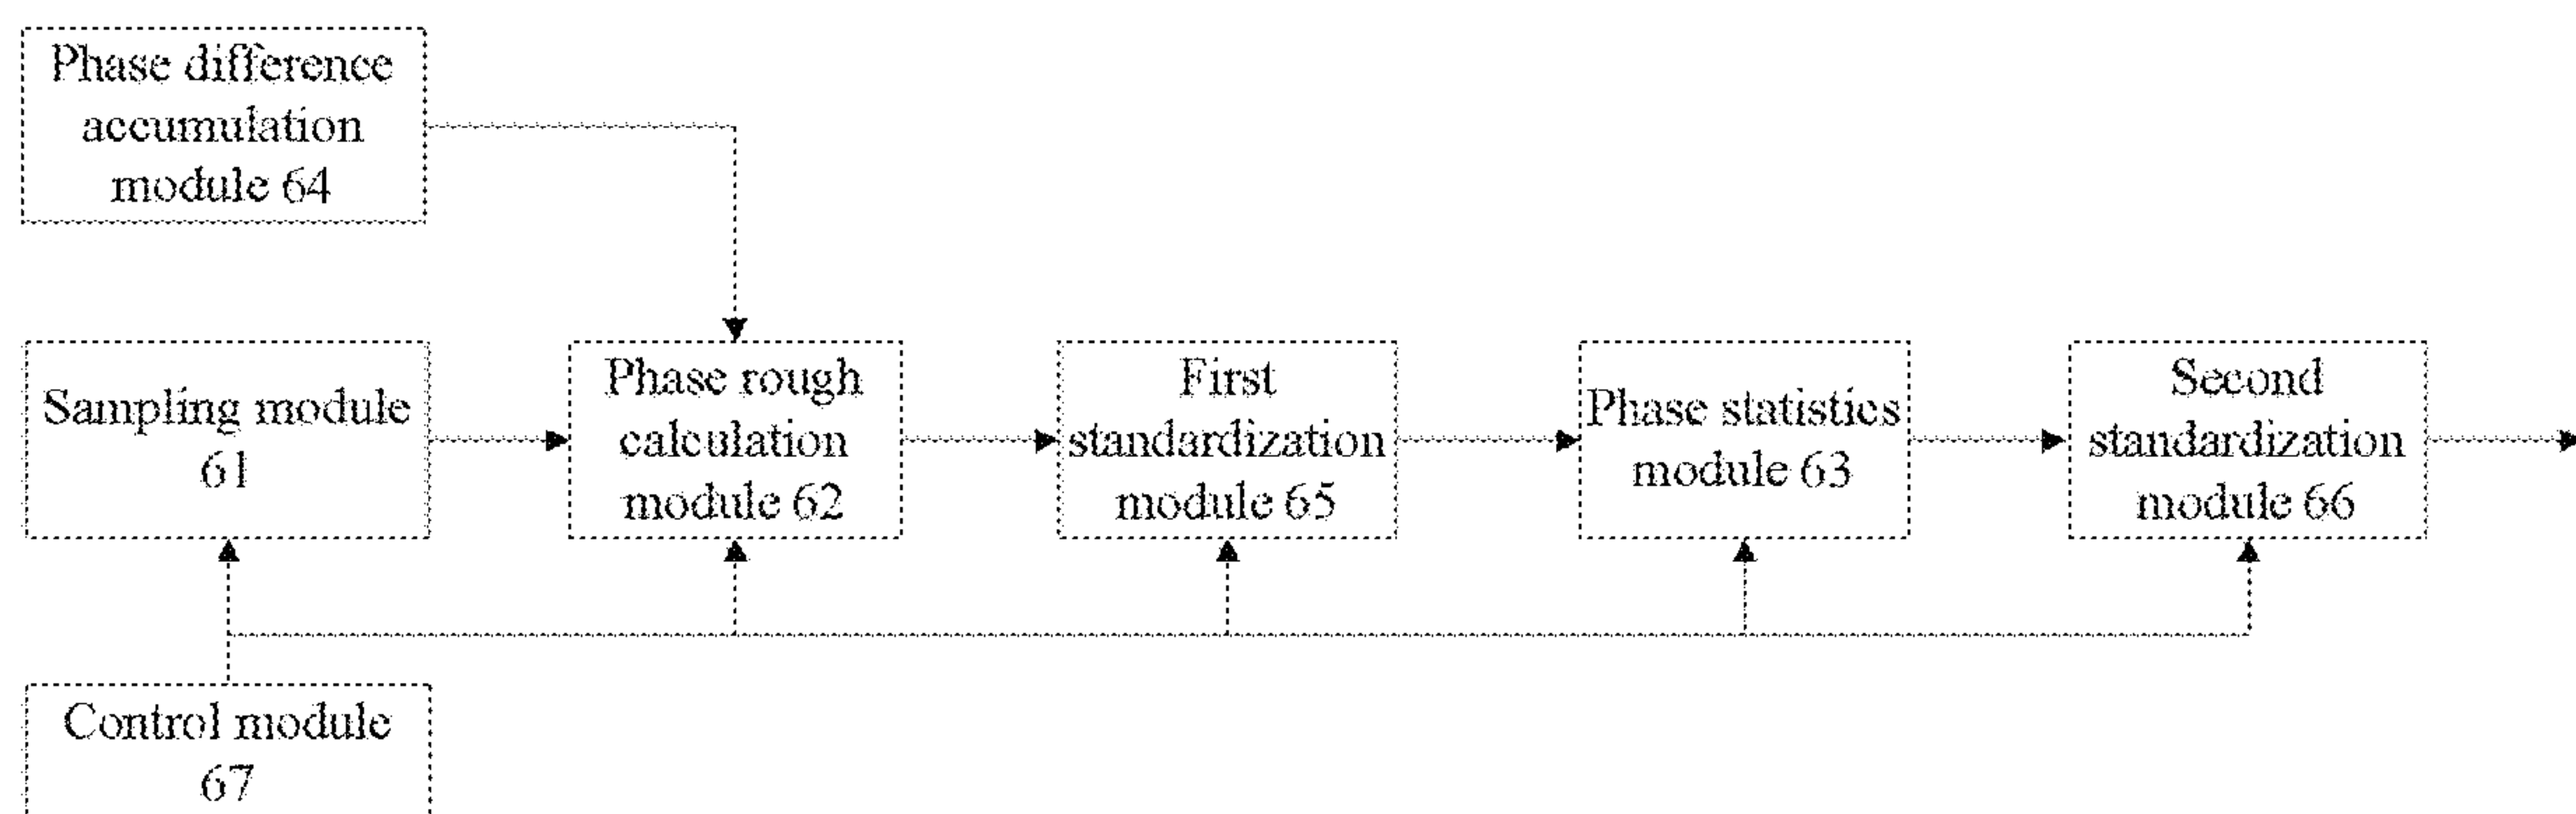 Phase difference
accumulation
module 64
Sampling module
61
Phase rough
calculation
module 62
First
standardization
module 65
Phase statistics
module 63
Second
standardization
module 66
Control module
67